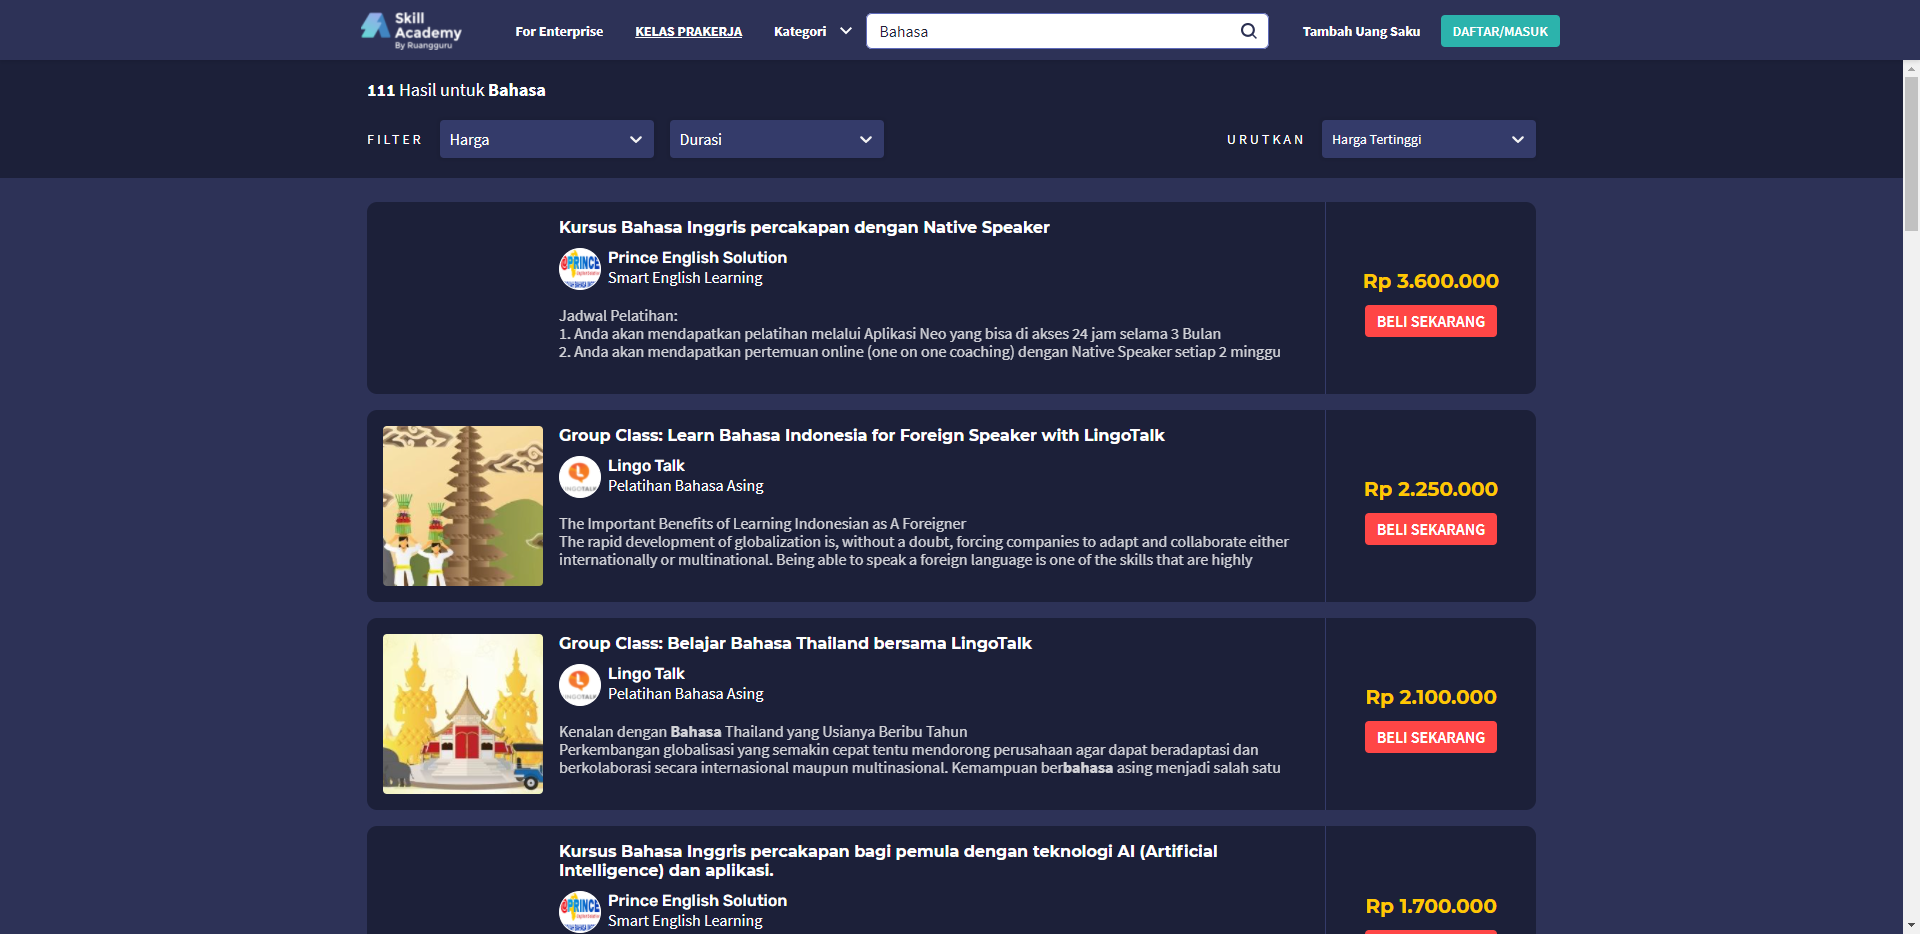 Skill
Academy
By Ruangguru
For Enterprise
KELAS PRAKERJA
Kategori
Bahasa
Tambah Uang Saku
DAFTAR/MASUK
111 Hasil untuk Bahasa
FILTER
Harga
Durasi
URUTKAN
Harga Tertinggi
Kursus Bahasa Inggris percakapan dengan Native Speaker
PRINCE
Prince English Solution
Smart English Learning
Jadwal Pelatihan:
1. Anda akan mendapatkan pelatihan melalui Aplikasi Neo yang bisa di akses 24 jam selama 3 Bulan
2. Anda akan mendapatkan pertemuan online (one on one coaching) dengan Native Speaker setiap 2 minggu
Rp 3.600.000
BELI SEKARANG
Group Class: Learn Bahasa Indonesia for Foreign Speaker with LingoTalk
Lingo Talk
Pelatihan Bahasa Asing
The Important Benefits of Learning Indonesian as A Foreigner
The rapid development of globalization is, without a doubt, forcing companies to adapt and collaborate either
internationally or multinational. Being able to speak a foreign language is one of the skills that are highly
Rp 2.250.000
BELI SEKARANG
Group Class: Belajar Bahasa Thailand bersama LingoTalk
Lingo Talk
Pelatihan Bahasa Asing
Kenalan dengan Bahasa Thailand yang Usianya Beribu Tahun
Perkembangan globalisasi yang semakin cepat tentu mendorong perusahaan agar dapat beradaptasi dan
berkolaborasi secara internasional maupun multinasional. Kemampuan berbahasa asing menjadi salah satu
Rp 2.100.000
BELI SEKARANG
Kursus Bahasa Inggris percakapan bagi pemula dengan teknologi AI (Artificial
Intelligence) dan aplikasi.
PRINCE
Prince English Solution
Smart English Learning
Rp 1.700.000